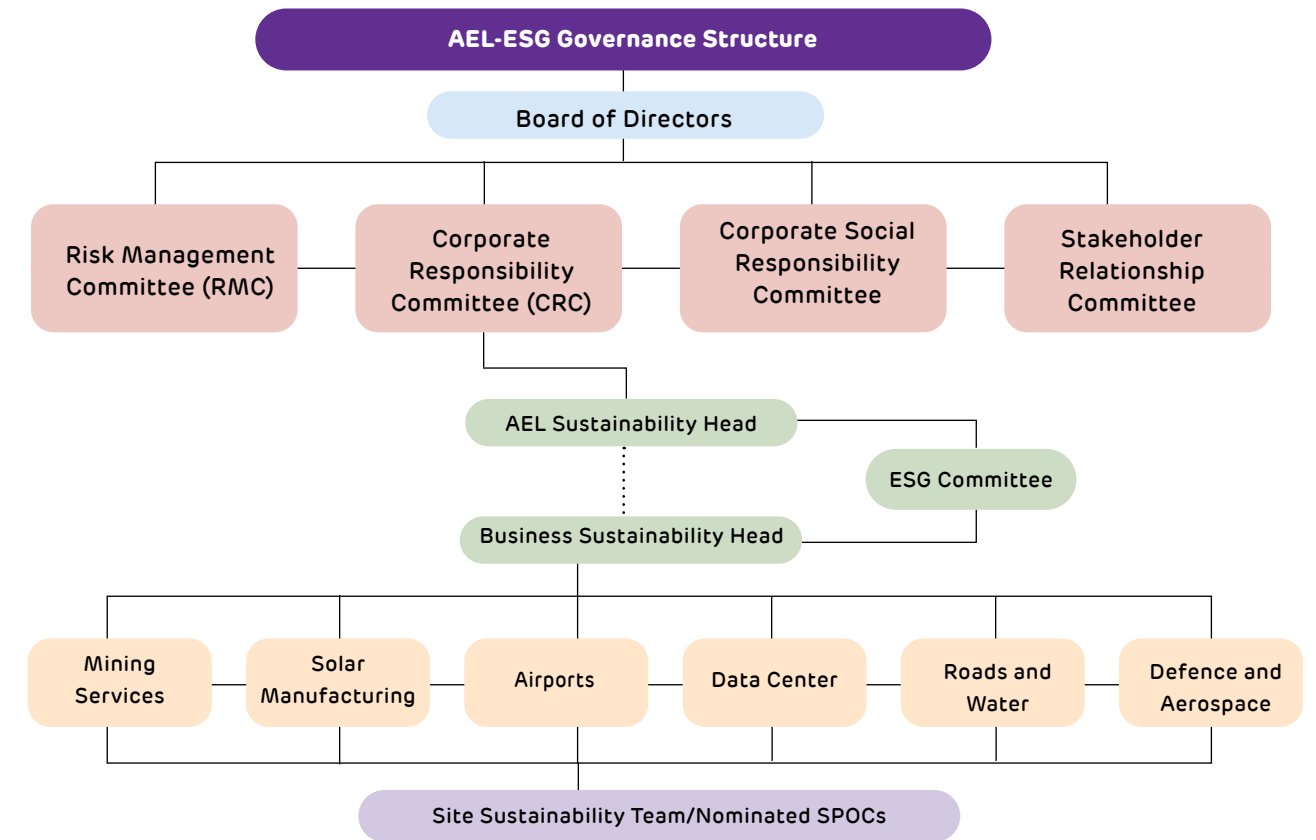 AEL-ESG Governance Structure
Board of Directors
Risk Management
Committee (RMC)
Corporate
Responsibility
Committee (CRC)
Corporate Social
Responsibility
Committee
Stakeholder
Relationship
Committee
AEL Sustainability Head
ESG Committee
Business Sustainability Head
Mining
Services
Solar
Manufacturing
Airports
Data Center
Roads and
Water
Defence and
Aerospace
Site Sustainability Team/Nominated SPOCs